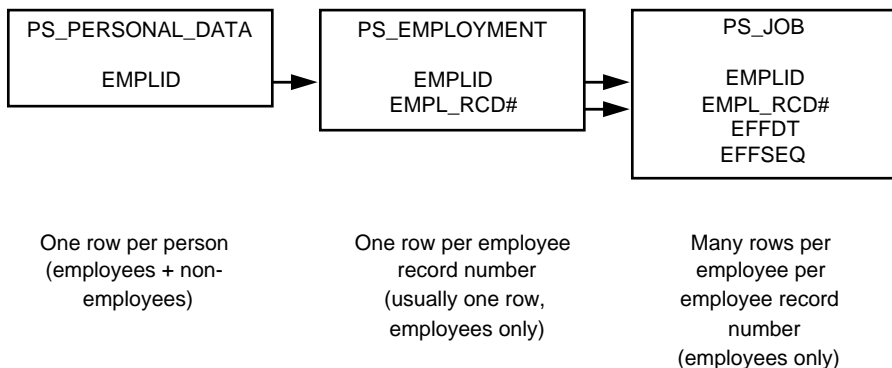 PS_PERSONAL_DATA
EMPLID
PS_EMPLOYMENT
EMPLID
EMPL_RCD#
PS_JOB
EMPLID
EMPL_RCD#
EFFDT
EFFSEQ
One row per person
(employees + non-
employees)
One row per employee
record number
(usually one row,
employees only)
Many rows per
employee per
employee record
number
(employees only)